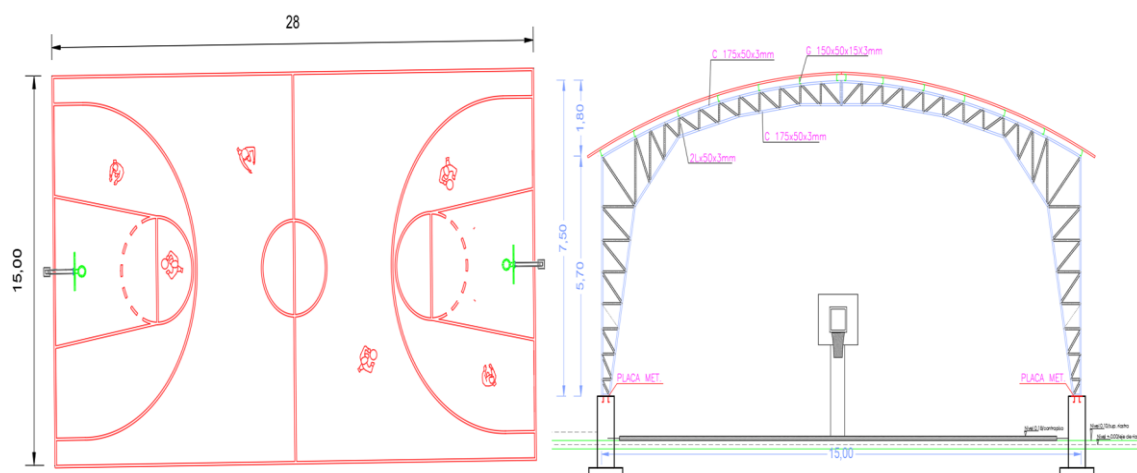 28
15,00
C 175x50x3mm
G 150x50x15X3mm
1,80
C 175x50x3mm
2Lx50x3mm
7,50
5,70
PLACA MET.
PLACA MET.
15,00